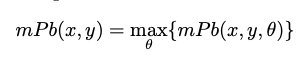 mPb(x, y) = max_θ{mPb(x, y, θ)}